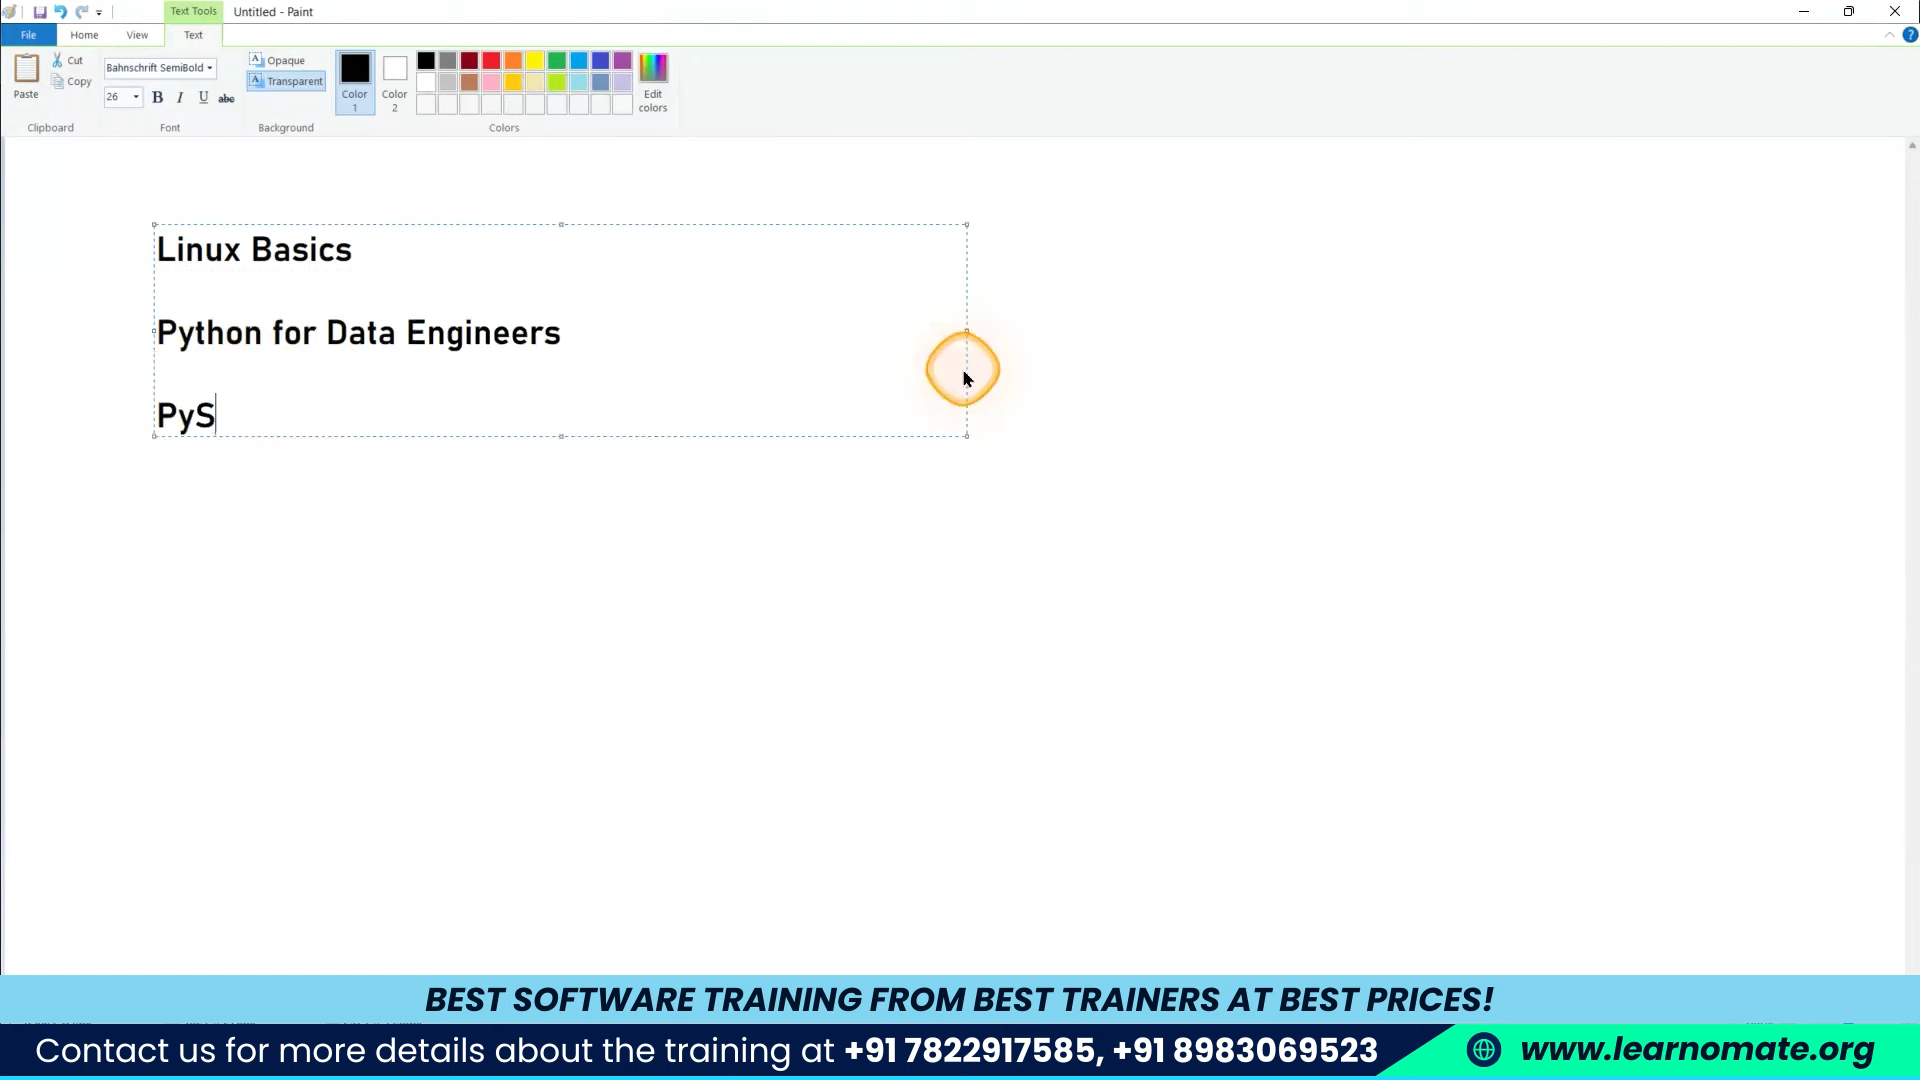 Text Tools
Untitled - Paint
File
Home
View
Text
Paste
Cut
Copy
Clipboard
Bahnschrift SemiBold
26
B
I
U
abc
Font
A
Opaque
A
Transparent
Background
Color
1
Color
2
Edit
colors
Colors
?
Linux Basics
Python for Data Engineers
PyS
BEST SOFTWARE TRAINING FROM BEST TRAINERS AT BEST PRICES!
Contact us for more details about the training at +91 7822917585, +91 8983069523
www.learnomate.org